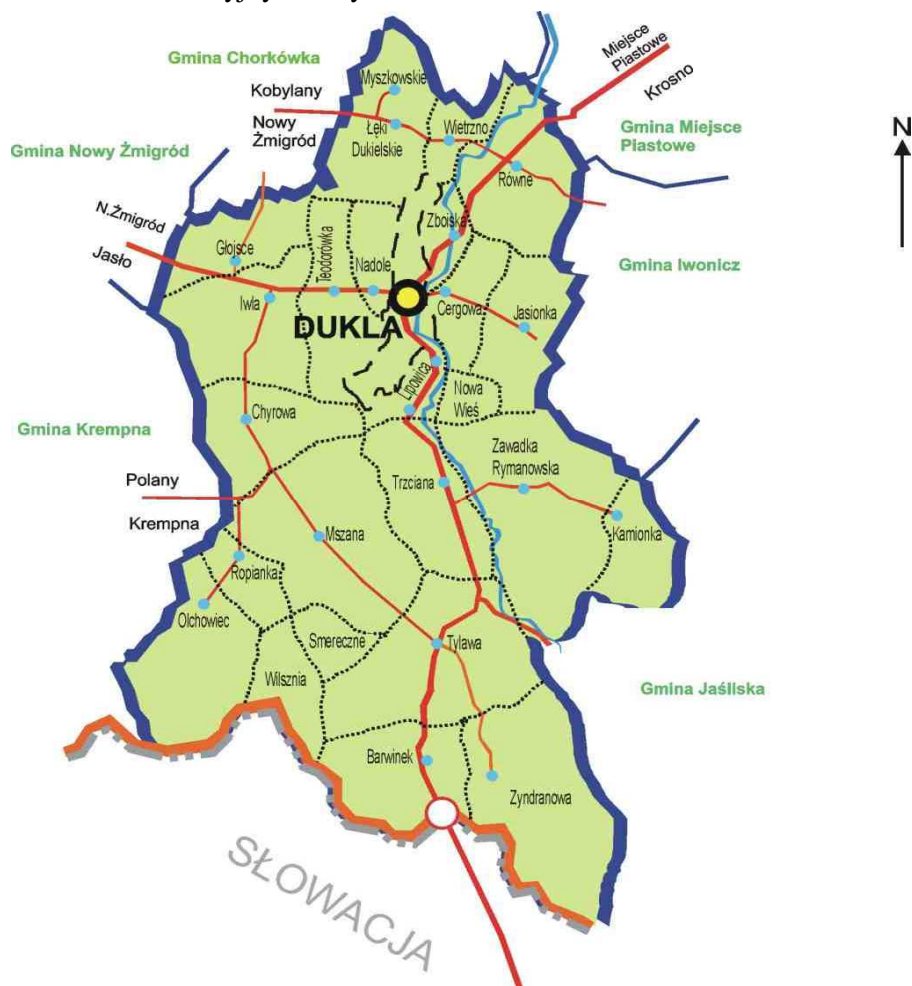 Gmina Chorkówka
Miejsce
Piastowe
Krosno
Myszkowskie
Kobylany
Nowy
Żmigród
Łęki
Dukielskie
Wietrzno
Gmina Miejsce
Piastowe
N
Gmina Nowy Żmigród
Równe
N.Żmigród
Jasło
Głojsce
Teodorówka
Nadole
Zboiska
Gmina Iwonicz
Iwla
DUKLA
Cergowa
Jasionka
Lipowica
Nowa
Wieś
Chyrowa
Gmina Krempna
Zawadka
Rymanowska
Trzciana
Polany
Krempna
Mszana
Kamionka
Ropianka
Olchowiec
Smereczne
Tylawa
Wilsznia
Gmina Jaśliska
Barwinek
Zyndranowa
SŁOWACJA